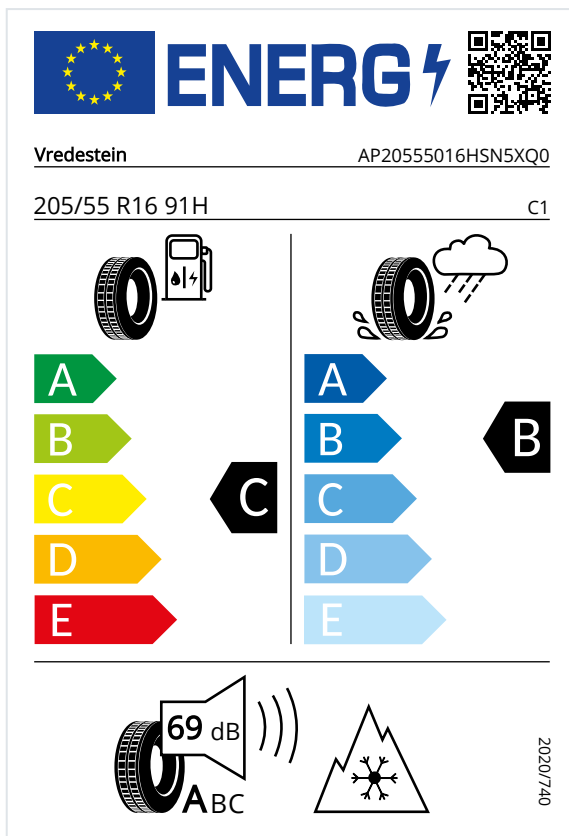 ENERG
Vredestein
AP20555016HSN5XQ0
205/55 R16 91H
C1
A
B
C
D
E
C
A
B
C
D
E
B
69 dB
ABC
2020/740